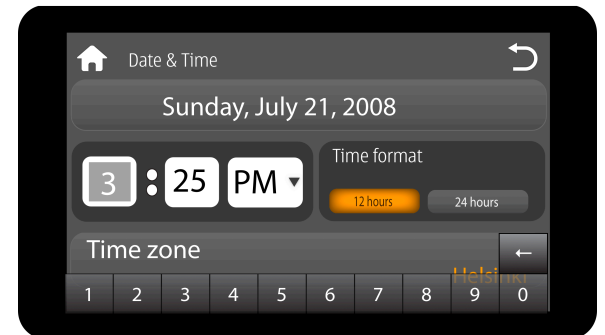 Date & Time
Sunday, July 21, 2008
Time format
3 : 25 PM
12 hours 24 hours
Time zone
←
Helsinki
1 2 3 4 5 6 7 8 9 0